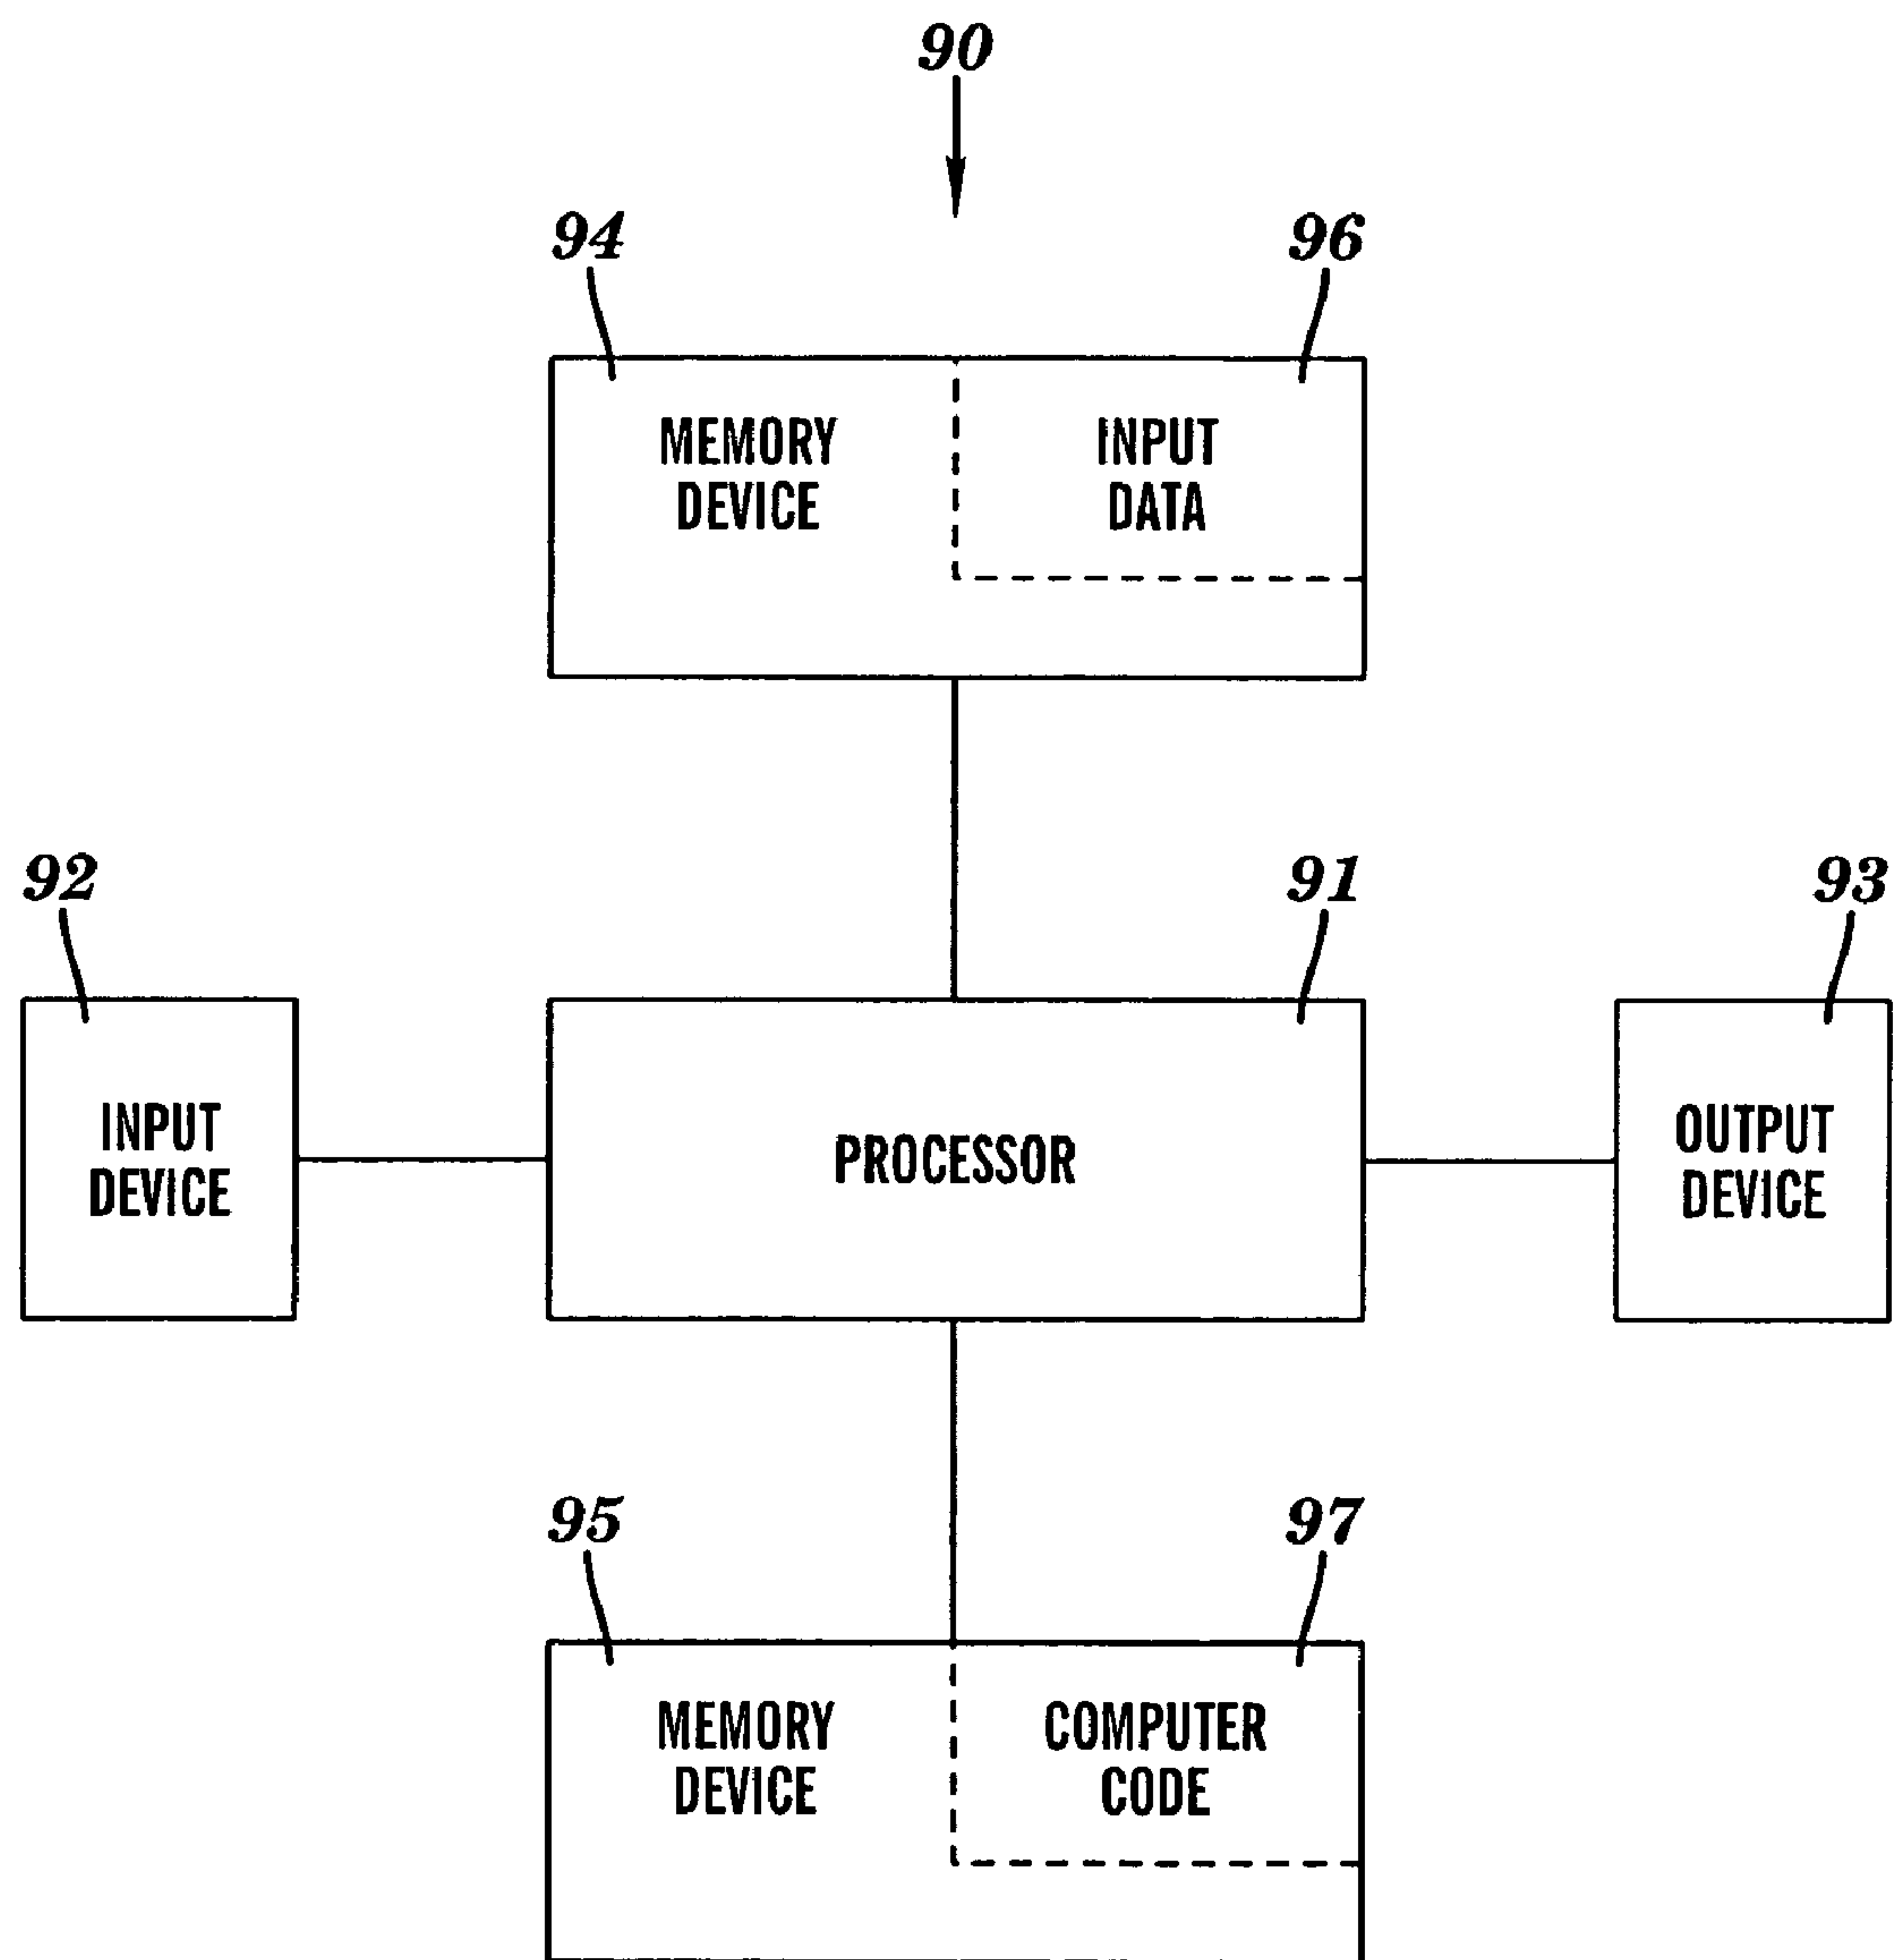 90
94
96
MEMORY
DEVICE
INPUT
DATA
92
91
93
INPUT
DEVICE
PROCESSOR
OUTPUT
DEVICE
95
97
MEMORY
DEVICE
COMPUTER
CODE